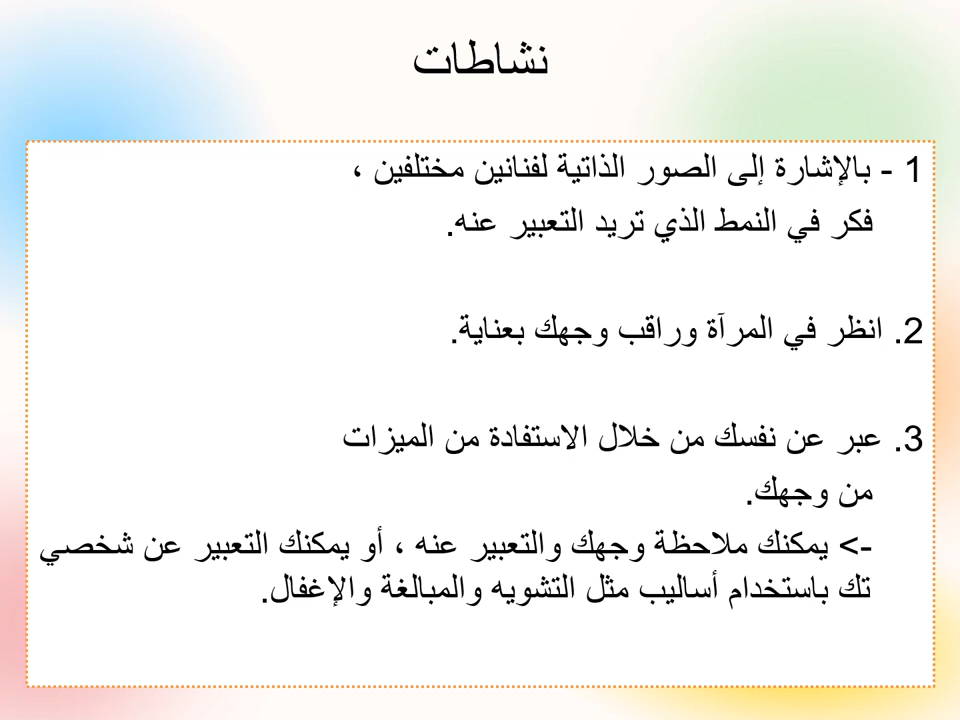 نشاطات
1 - بالإشارة إلى الصور الذاتية لفنانين مختلفين ،
فكر في النمط الذي تريد التعبير عنه.
2. انظر في المرآة وراقب وجهك بعناية.
3. عبر عن نفسك من خلال الاستفادة من الميزات
من وجهك.
-> يمكنك ملاحظة وجهك والتعبير عنه ، أو يمكنك التعبير عن شخصي
تك باستخدام أساليب مثل التشويه والمبالغة والإغفال.